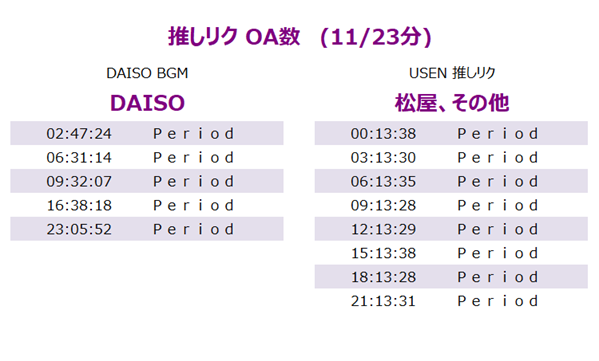 推しリク OA数 (11/23分)
DAISO BGM
DAISO
02:47:24 Ｐｅｒｉｏｄ
06:31:14 Ｐｅｒｉｏｄ
09:32:07 Ｐｅｒｉｏｄ
16:38:18 Ｐｅｒｉｏｄ
23:05:52 Ｐｅｒｉｏｄ
USEN 推しリク
松屋、その他
00:13:38 Ｐｅｒｉｏｄ
03:13:30 Ｐｅｒｉｏｄ
06:13:35 Ｐｅｒｉｏｄ
09:13:28 Ｐｅｒｉｏｄ
12:13:29 Ｐｅｒｉｏｄ
15:13:38 Ｐｅｒｉｏｄ
18:13:28 Ｐｅｒｉｏｄ
21:13:31 Ｐｅｒｉｏｄ